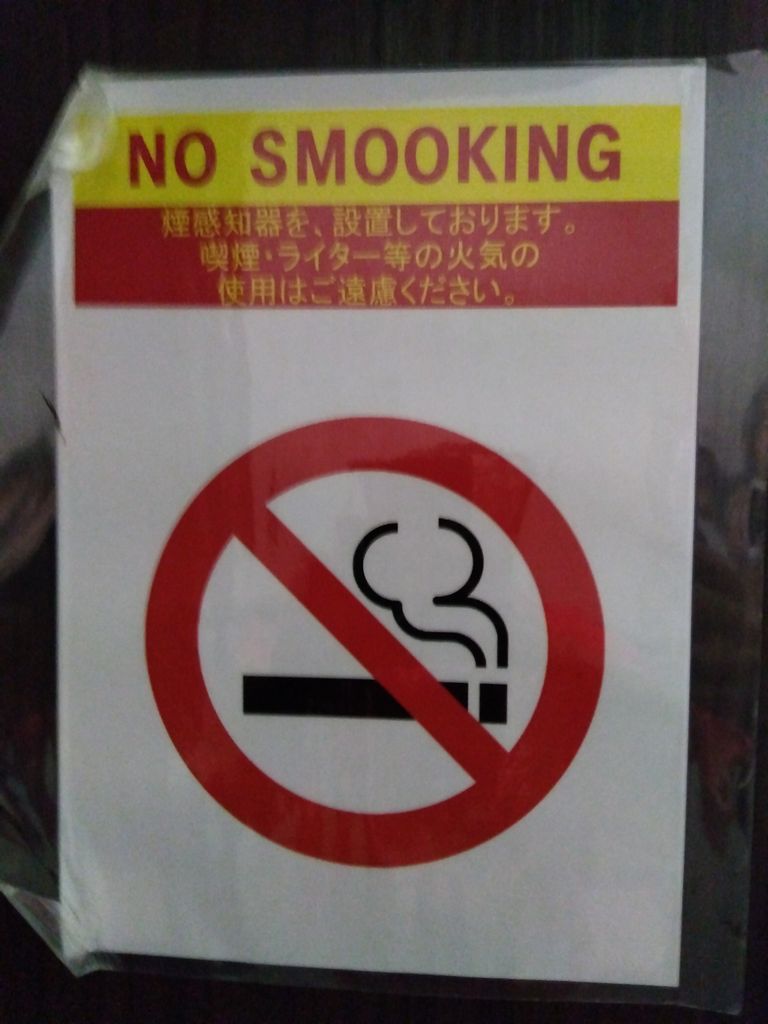 NO SMOOKING
煙感知器を、設置しております。
喫煙・ライター等の火気の
使用はご遠慮ください。